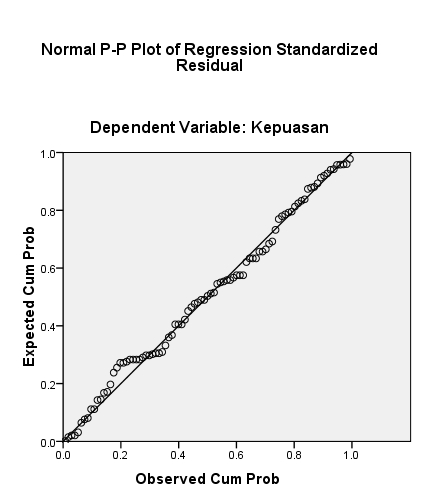 Normal P-P Plot of Regression Standardized
Residual
Dependent Variable: Kepuasan
Expected Cum Prob
1.0
0.8
0.6
0.4
0.2
0.0
0.0 0.2 0.4 0.6 0.8 1.0
Observed Cum Prob